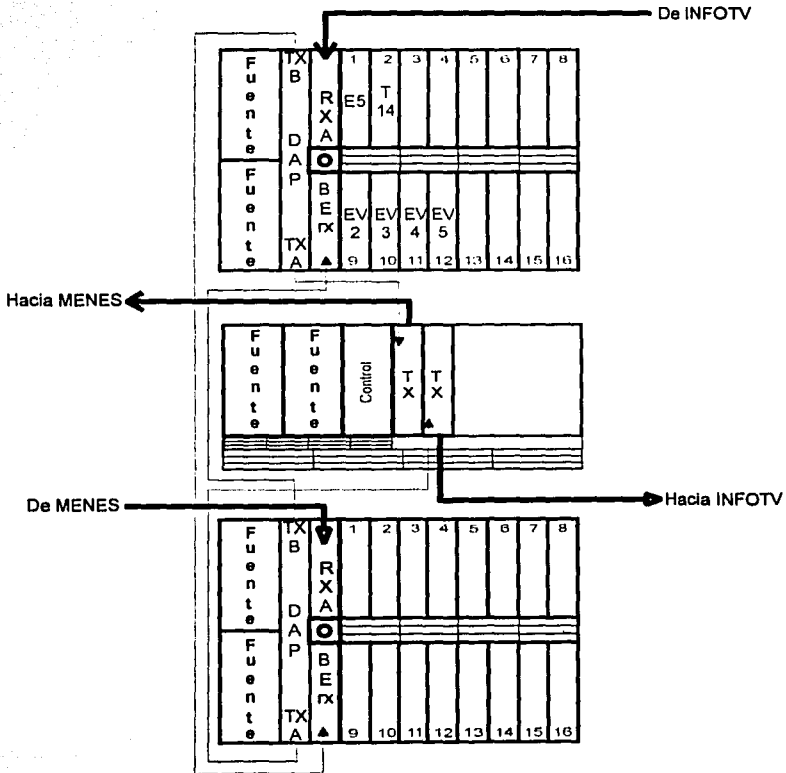 De INFOTV
Fuente
TX B
DAP
TX A
RXA
O
BErx
1 2 3 4 5 6 7 8
E5 T 14
Fuente
EV 2 EV 3 EV 4 EV 5
9 10 11 12 13 14 15 16
Hacia MENES
Fuente
Fuente
Control
TX
TX
Hacia INFOTV
De MENES
Fuente
TX B
DAP
TX A
RXA
O
BErx
1 2 3 4 5 6 7 8
Fuente
9 10 11 12 13 14 15 16